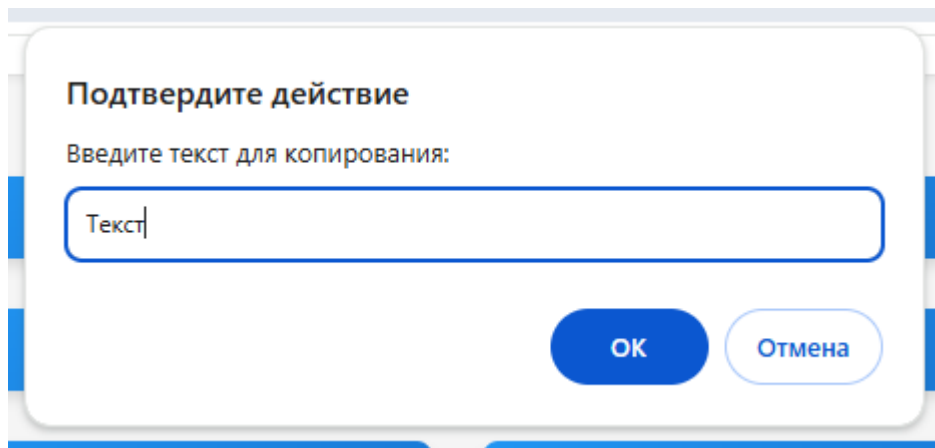 Подтвердите действие
Введите текст для копирования:
Текст
ОК Отмена